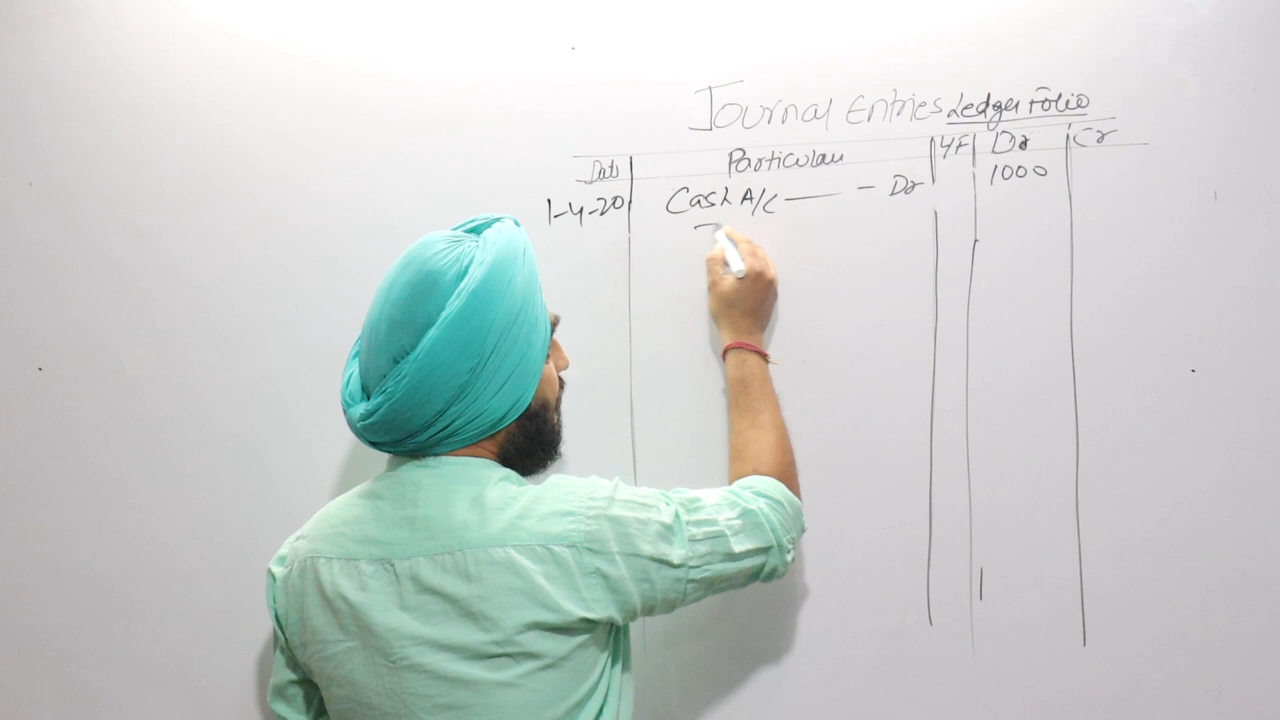 Journal Entries Ledger Folio
Date Particulars LF Dr Cr
1-4-20 Cash A/c — Dr 1000